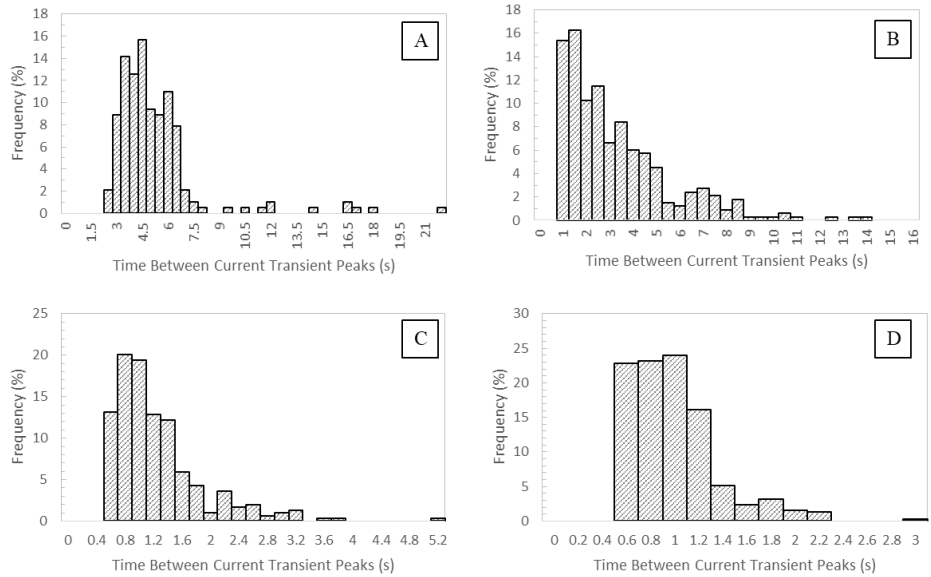 A
Frequency (%)
18
16
14
12
10
8
6
4
2
0
0 1.5 3 4.5 6 7.5 9 10.5 12 13.5 15 16.5 18 19.5 21
Time Between Current Transient Peaks (s)
B
Frequency (%)
18
16
14
12
10
8
6
4
2
0
0 1 2 3 4 5 6 7 8 9 10 11 12 13 14 15 16
Time Between Current Transient Peaks (s)
C
Frequency (%)
25
20
15
10
5
0
0 0.4 0.8 1.2 1.6 2 2.4 2.8 3.2 3.6 4 4.4 4.8 5.2
Time Between Current Transient Peaks (s)
D
Frequency (%)
30
25
20
15
10
5
0
0 0.2 0.4 0.6 0.8 1 1.2 1.4 1.6 1.8 2 2.2 2.4 2.6 2.8 3
Time Between Current Transient Peaks (s)